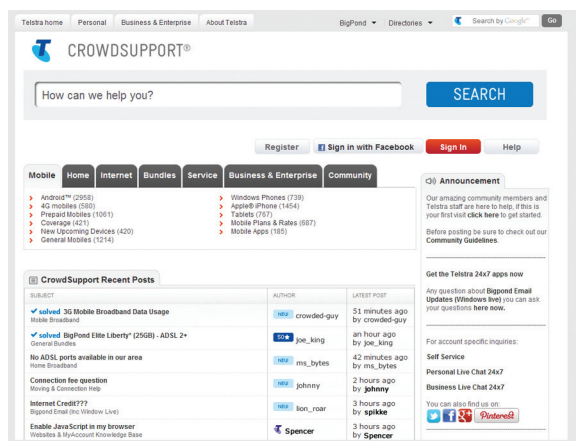 Telstra home Personal Business & Enterprise About Telstra BigPond Directories Search by Google Go
CROWDSUPPORT®
How can we help you? SEARCH
Register Sign in with Facebook Sign In Help
Mobile Home Internet Bundles Service Business & Enterprise Community
Android™ (2958) Windows Phones (739)
4G mobiles (580) Apple® iPhone (1454)
Prepaid Mobiles (1061) Tablets (767)
Coverage (421) Mobile Plans & Rates (687)
New Upcoming Devices (420) Mobile Apps (185)
General Mobiles (1214)
Announcement
Our amazing community members and
Telstra staff are here to help, if this is
your first visit click here to get started.
Before posting be sure to check out our
Community Guidelines.
Get the Telstra 24x7 apps now
Any question about Bigpond Email
Updates (Windows live) you can ask
your questions here now.
For account specific inquiries:
Self Service
Personal Live Chat 24x7
Business Live Chat 24x7
You can also find us on:
Pinterest
CrowdSupport Recent Posts
SUBJECT AUTHOR LATEST POST
solved 3G Mobile Broadband Data Usage NEW crowded-guy 51 minutes ago
Mobile Broadband by crowded-guy
solved BigPond Elite Liberty* (25GB) - ADSL 2+ 50 joe_king an hour ago
General Bundles by joe_king
No ADSL ports available in our area NEW ms_bytes 42 minutes ago
Home Broadband by ms_bytes
Connection fee question NEW johnny 2 hours ago
Moving & Connection Help by johnny
Internet Credit??? NEW lion_roar 3 hours ago
Bigpond Email (inc Window Live) by spikke
Enable JavaScript in my browser Spencer 3 hours ago
Websites & MyAccount Knowledge Base by Spencer